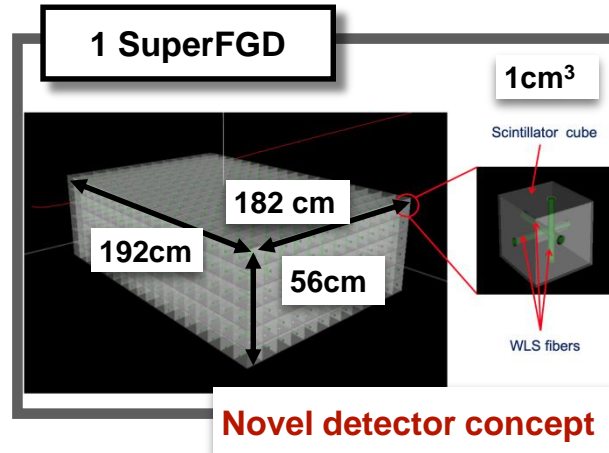 1 SuperFGD
1cm³
Scintillator cube
182 cm
192cm
56cm
WLS fibers
Novel detector concept